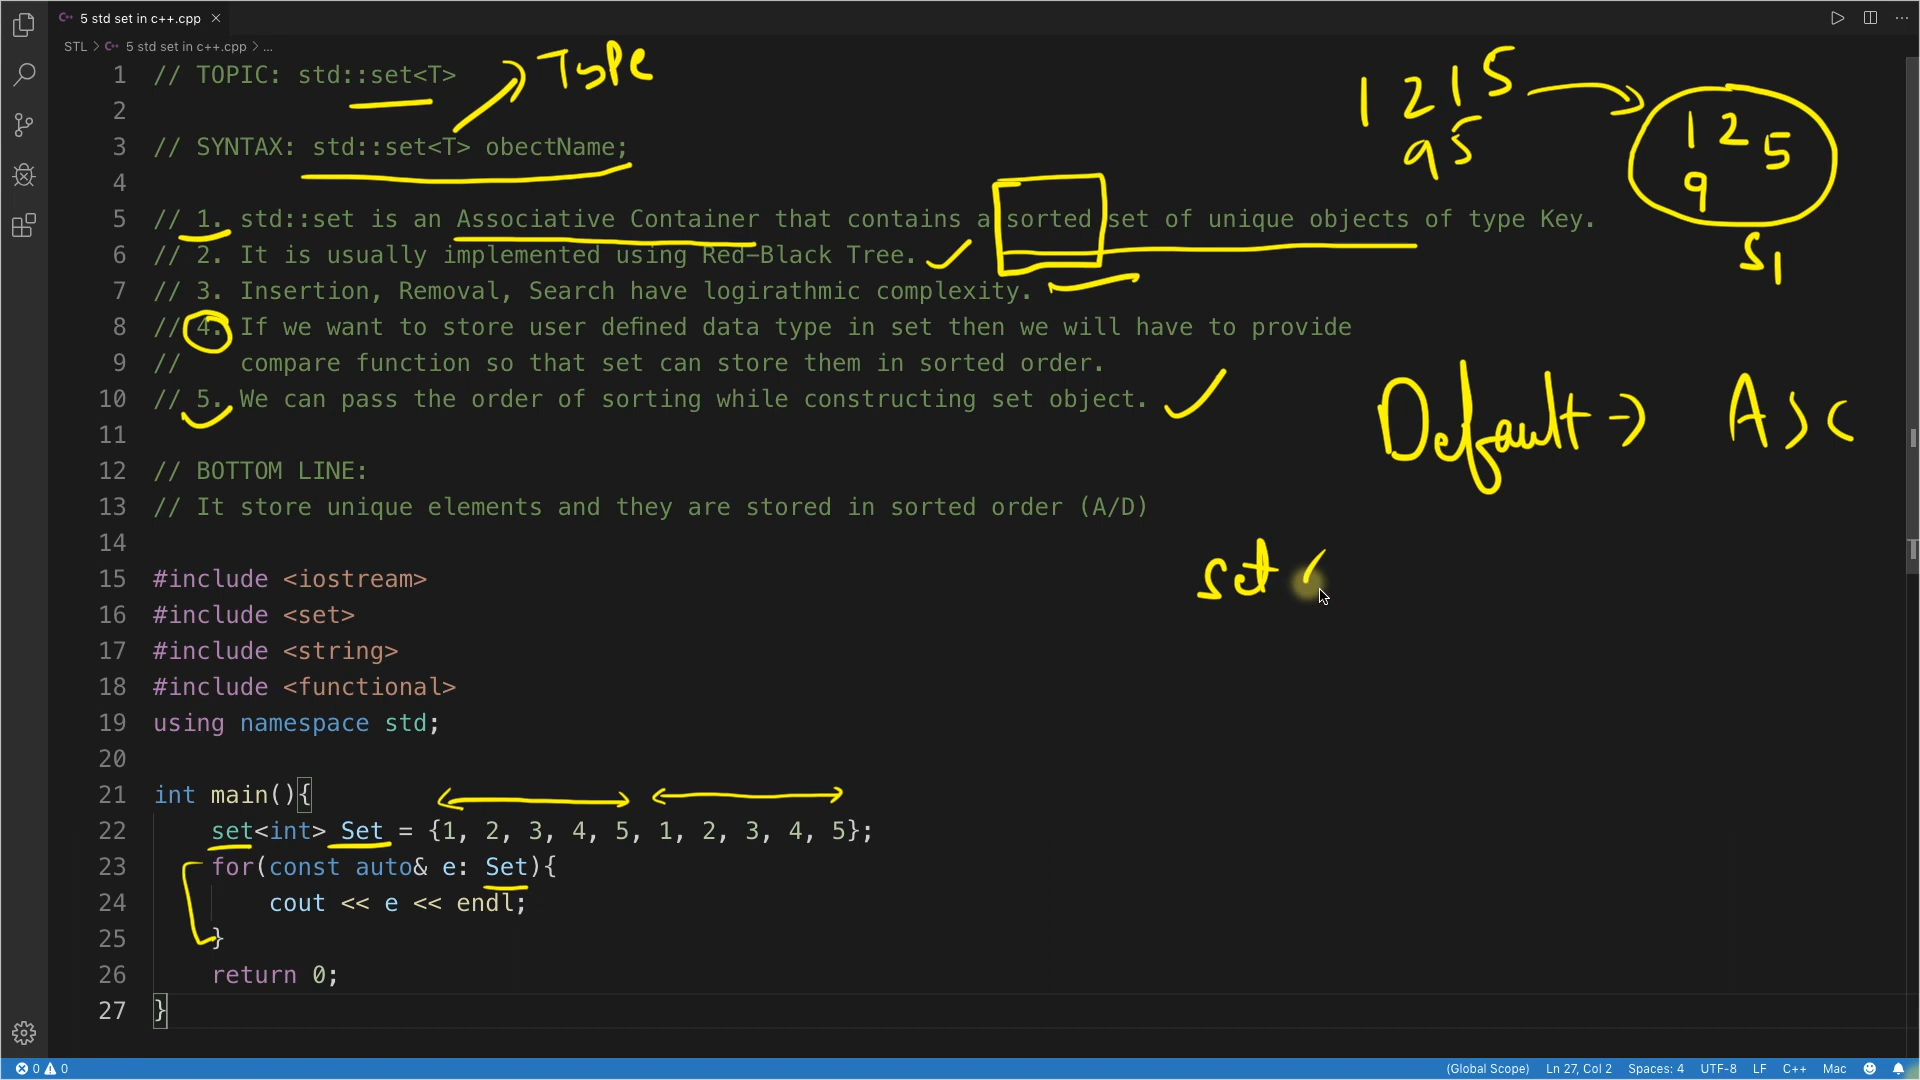 5 std set in c++.cpp
STL > 5 std set in c++.cpp > ...
1 // TOPIC: std::set<T>
Type
2
3 // SYNTAX: std::set<T> obectName;
4
5 // 1. std::set is an Associative Container that contains a sorted set of unique objects of type Key.
6 // 2. It is usually implemented using Red-Black Tree.
7 // 3. Insertion, Removal, Search have logirathmic complexity.
8 // 4. If we want to store user defined data type in set then we will have to provide
9 //    compare function so that set can store them in sorted order.
10 // 5. We can pass the order of sorting while constructing set object.
11
12 // BOTTOM LINE:
13 // It store unique elements and they are stored in sorted order (A/D)
14
15 #include <iostream>
16 #include <set>
17 #include <string>
18 #include <functional>
19 using namespace std;
20
21 int main(){
22     set<int> Set = {1, 2, 3, 4, 5, 1, 2, 3, 4, 5};
23     for(const auto& e: Set){
24         cout << e << endl;
25     }
26     return 0;
27 }
1 2 1 5
9 5
1 2 5
9
S1
Default → Asc
set
0 0
(Global Scope) Ln 27, Col 2 Spaces: 4 UTF-8 LF C++ Mac